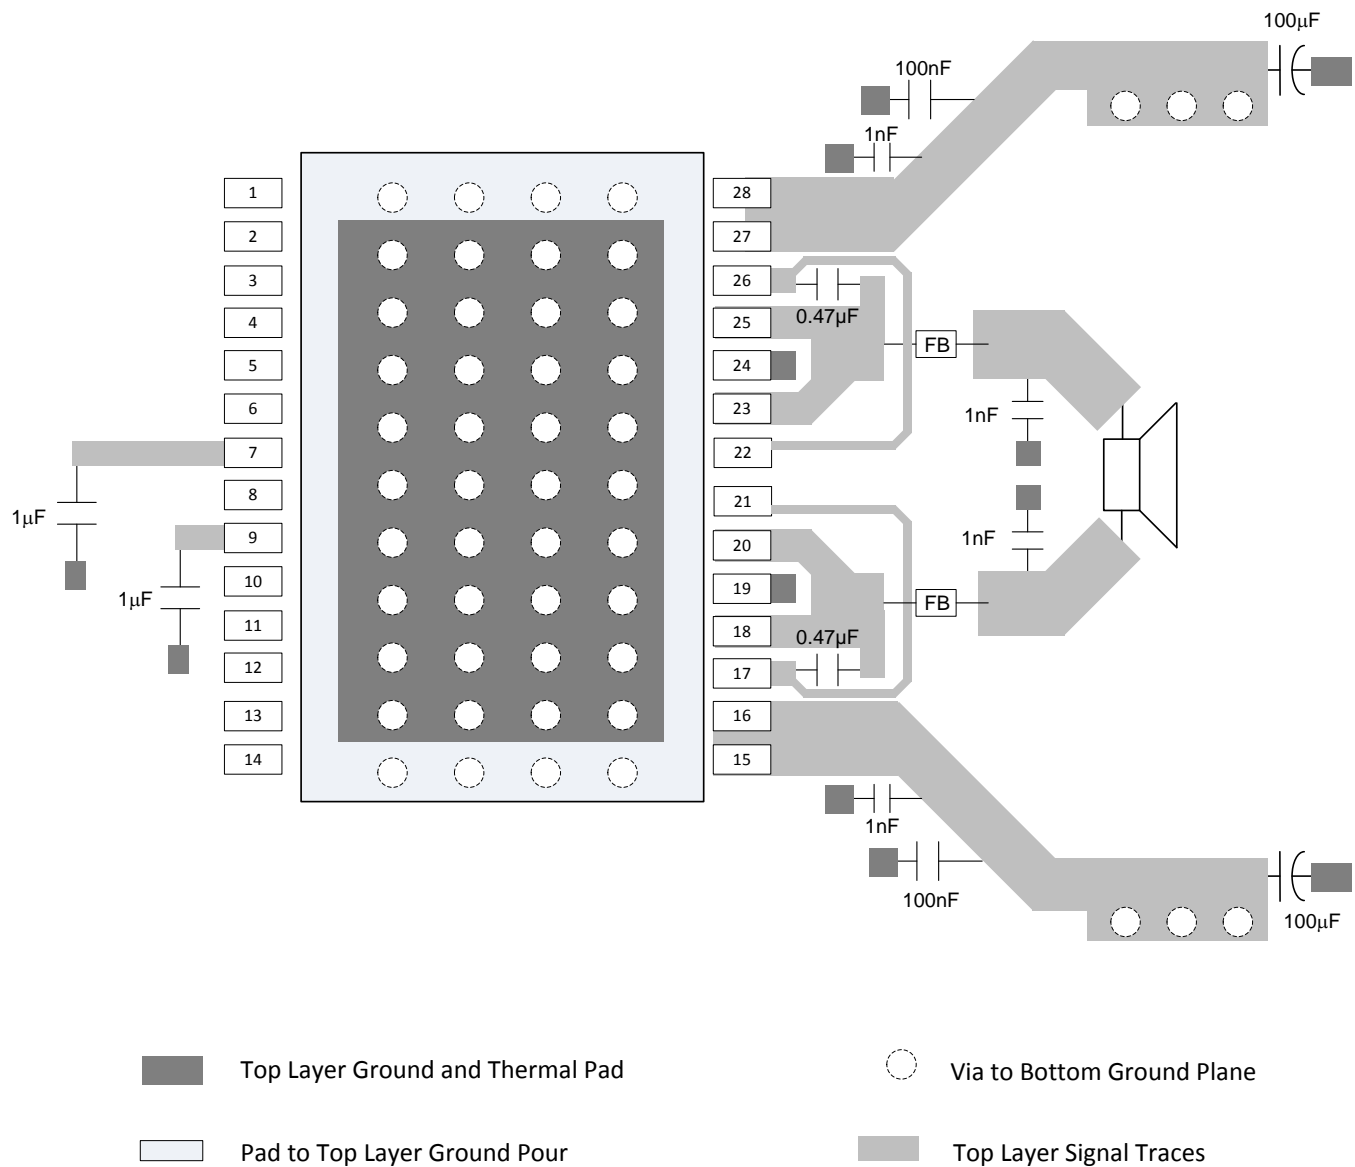 100µF
100nF
1nF
1
28
2
27
3
26
4
0.47µF
25
5
24
FB
6
23
1nF
7
22
8
21
1µF
9
20
1nF
10
19
1µF
FB
11
18
0.47µF
12
17
13
16
14
15
1nF
100nF
100µF
Top Layer Ground and Thermal Pad
Via to Bottom Ground Plane
Pad to Top Layer Ground Pour
Top Layer Signal Traces